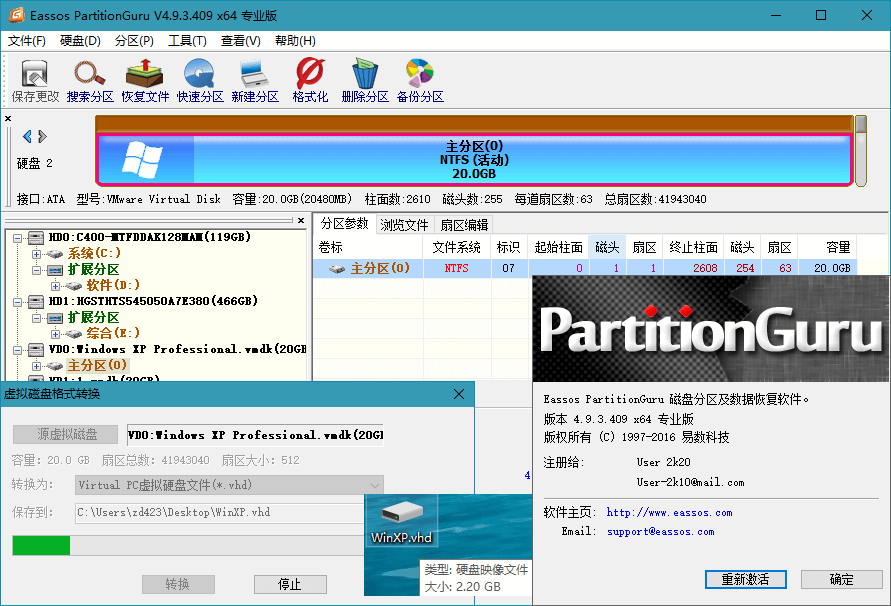 Eassos PartitionGuru V4.9.3.409 x64 专业版
文件(F) 硬盘(D) 分区(P) 工具(T) 查看(V) 帮助(H)
保存更改 搜索分区 恢复文件 快速分区 新建分区 格式化 删除分区 备份分区
硬盘 2
主分区(0)
NTFS (活动)
20.0GB
接口:ATA 型号:VMware Virtual Disk 容量:20.0GB(20480MB) 柱面数:2610 磁头数:255 每道扇区数:63 总扇区数:41943040
HD0:C400-MTFDDAK128MAM(119GB)
系统(C:)
扩展分区
软件(D:)
HD1:HGSTHTS545050A7E380(466GB)
扩展分区
综合(E:)
VD0:Windows XP Professional.vmdk(20GB
主分区(0)
分区参数 浏览文件 扇区编辑
卷标 文件系统 标识 起始柱面 磁头 扇区 终止柱面 磁头 扇区 容量
主分区(0) NTFS 07 0 1 1 2608 254 63 20.0GB
虚拟磁盘格式转换
源虚拟磁盘 VD0:Windows XP Professional.vmdk(20GI
容量: 20.0 GB 扇区总数: 41943040 扇区大小: 512
转换为: Virtual PC虚拟硬盘文件(*.vhd)
保存到: C:\Users\zd423\Desktop\WinXP.vhd
转换 停止
4
WinXP.vhd
类型: 硬盘映像文件
大小: 2.20 GB
PartitionGuru
Eassos PartitionGuru 磁盘分区及数据恢复软件。
版本 4.9.3.409 x64 专业版
版权所有 (C) 1997-2016 易数科技
注册给: User 2k20
User-2k10@mail.com
软件主页: http://www.eassos.com
Email: support@eassos.com
重新激活 确定